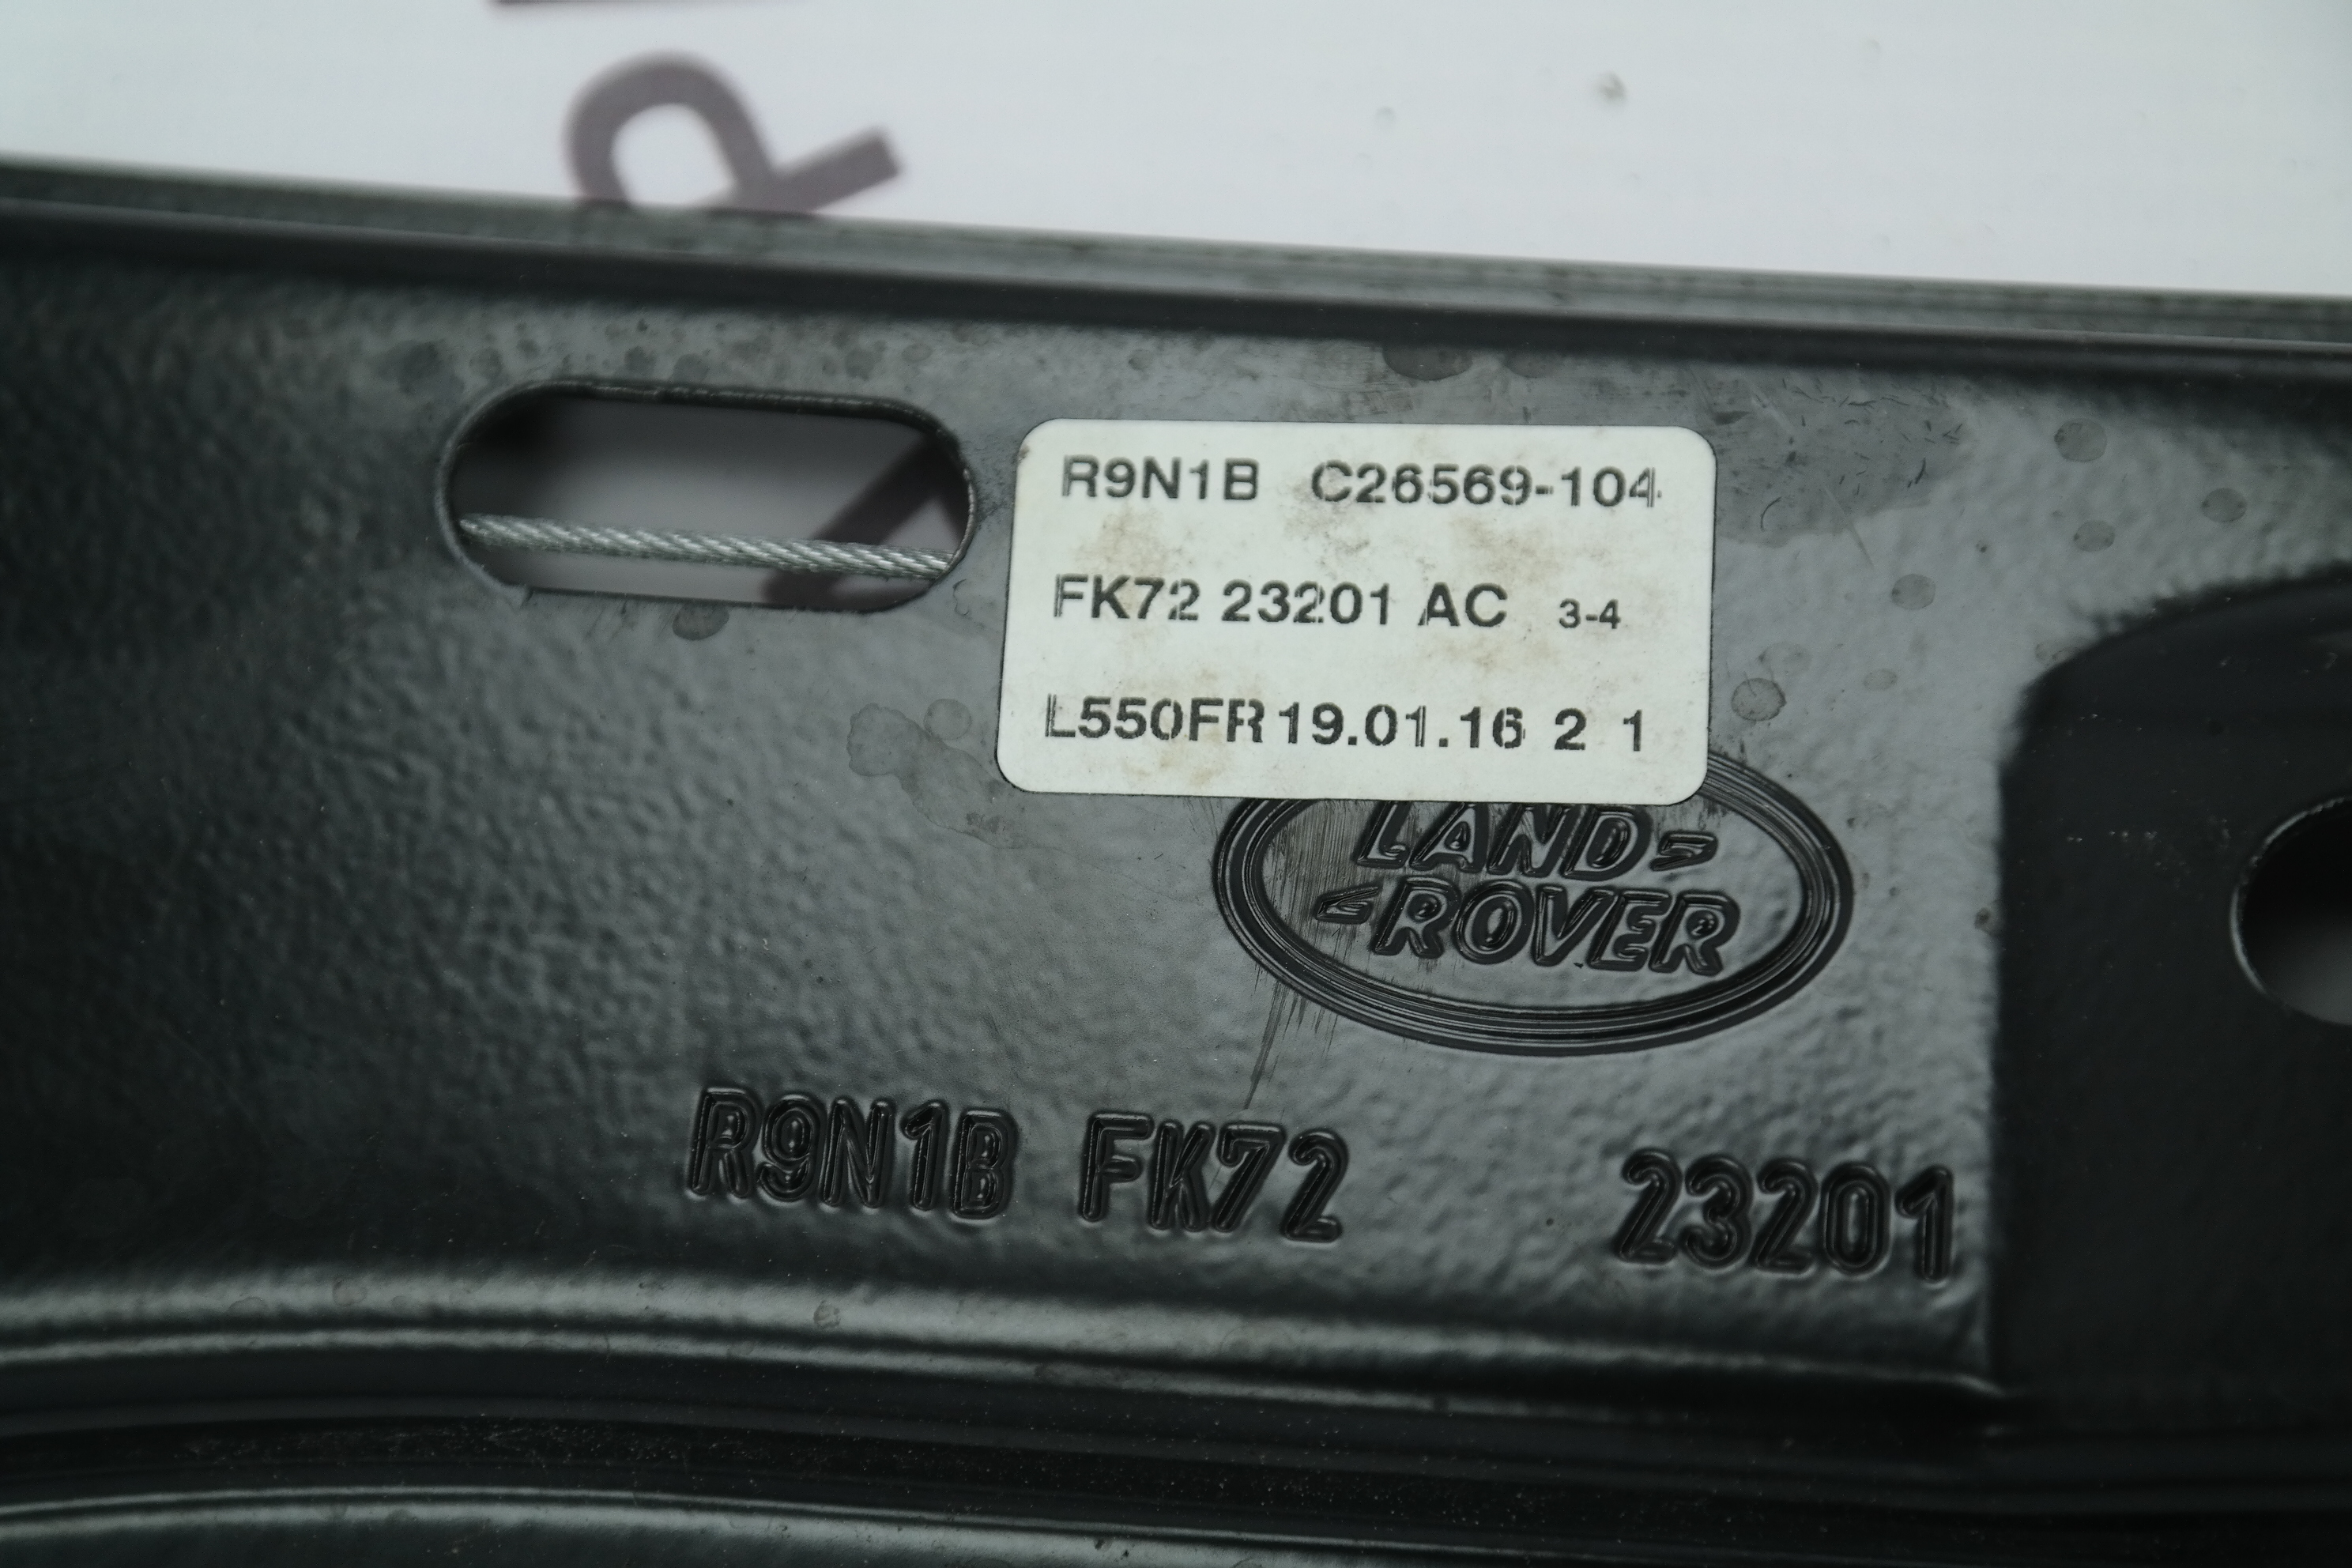 R
R9N1B C26569-104
FK72 23201 AC 3-4
L550FR 19.01.16 2 1
LAND
ROVER
R9N1B FK72 23201